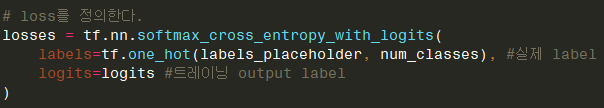 # loss를 정의한다.
losses = tf.nn.softmax_cross_entropy_with_logits(
    labels=tf.one_hot(labels_placeholder, num_classes), #실제 label
    logits=logits #트레이닝 output label
)